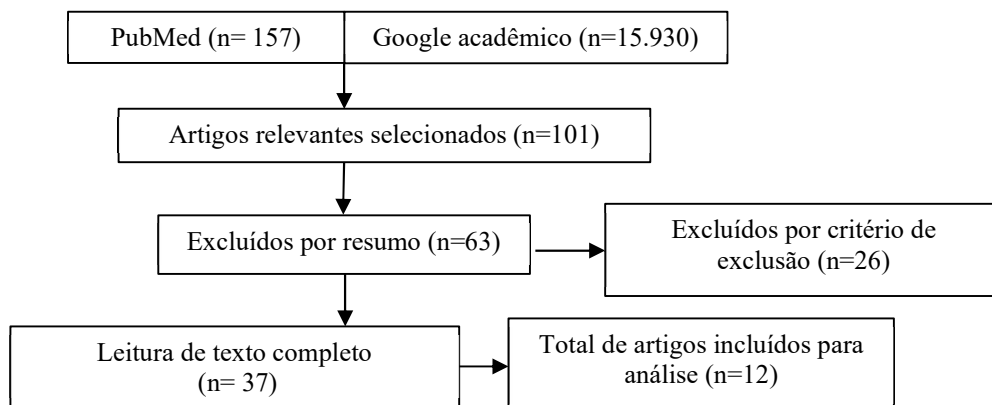 PubMed (n= 157)
Google acadêmico (n=15.930)
Artigos relevantes selecionados (n=101)
Excluídos por resumo (n=63)
Excluídos por critério de
exclusão (n=26)
Leitura de texto completo
(n= 37)
Total de artigos incluídos para
análise (n=12)